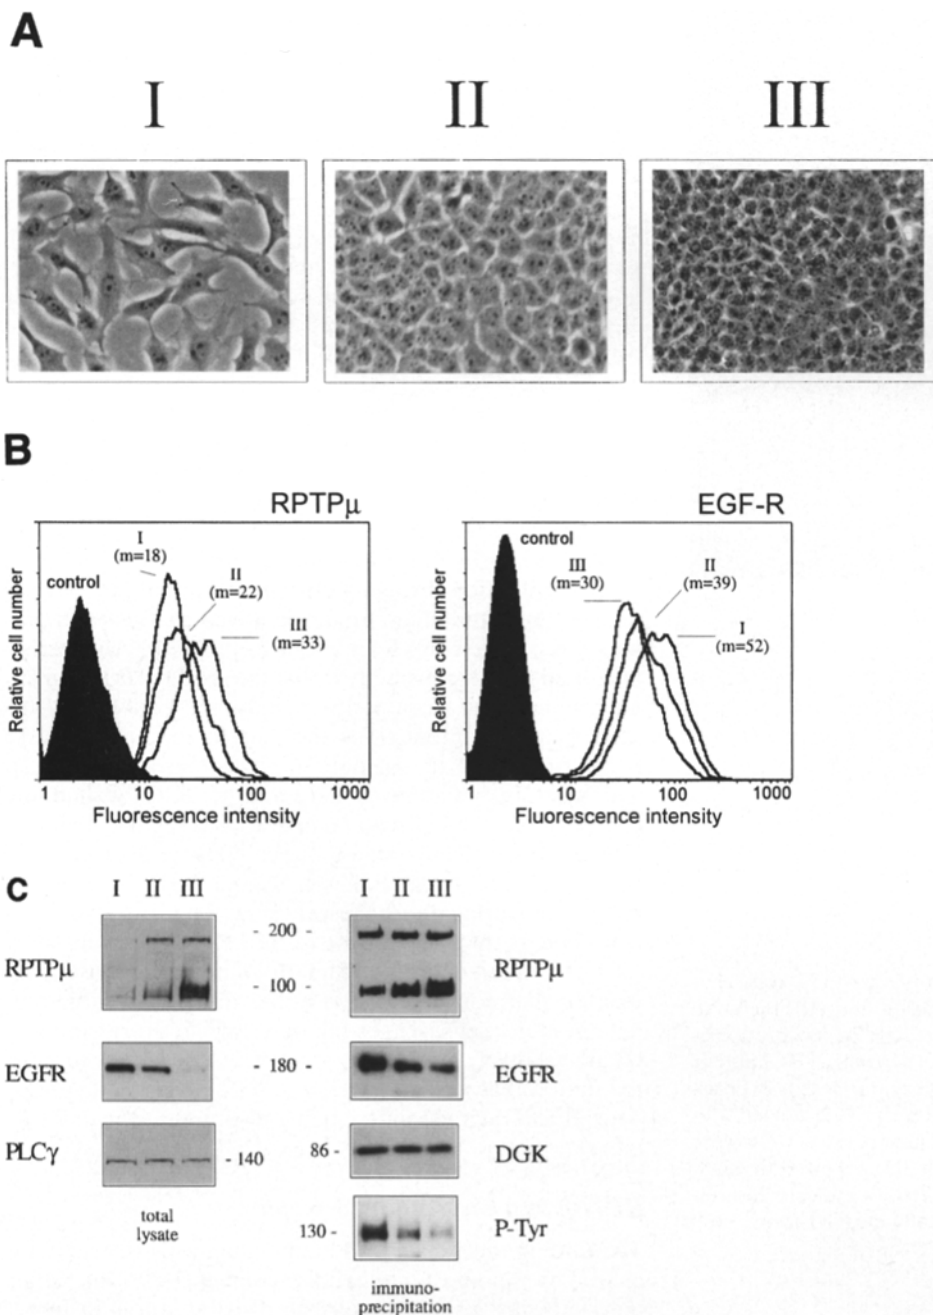 A
I II III
B
RPTPμ
I
(m=18)
II
(m=22)
control
III
(m=33)
Relative cell number
1 10 100 1000
Fluorescence intensity
EGF-R
control
III
(m=30)
II
(m=39)
I
(m=52)
Relative cell number
1 10 100 1000
Fluorescence intensity
C
I II III
RPTPμ
EGFR
PLCγ
- 200 -
- 100 -
- 180 -
- 140
total
lysate
I II III
RPTPμ
EGFR
86 -
DGK
130 -
P-Tyr
immuno-
precipitation